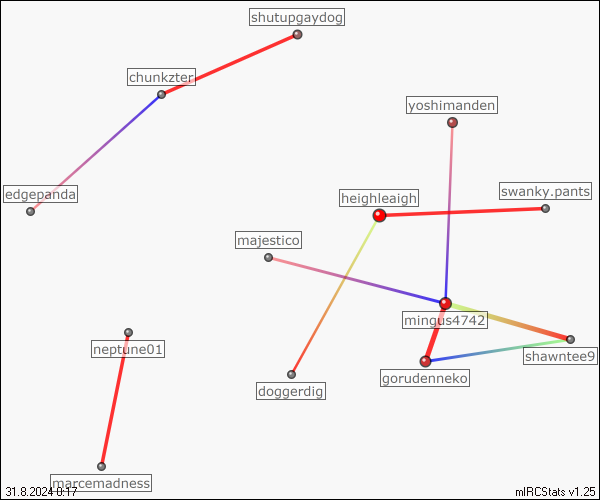 shutupgaydog
chunkzter
yoshimanden
edgepanda
heighleaigh
swanky.pants
majestico
mingus4742
neptune01
shawntee9
gorudenneko
doggerdig
marcemadness
31.8.2024 0:17
mIRCStats v1.25